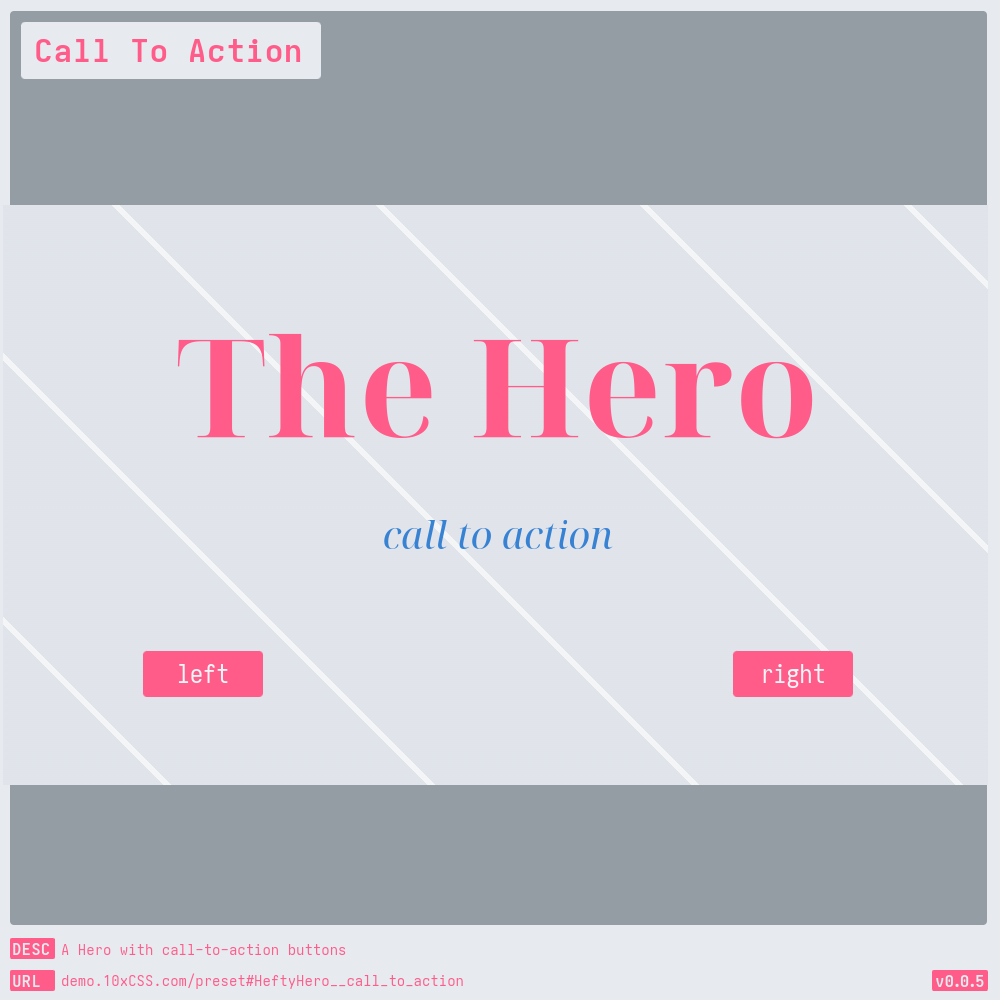 Call To Action
The Hero
call to action
left right
DESC A Hero with call-to-action buttons
URL demo.10xCSS.com/preset#HeftyHero__call_to_action v0.0.5